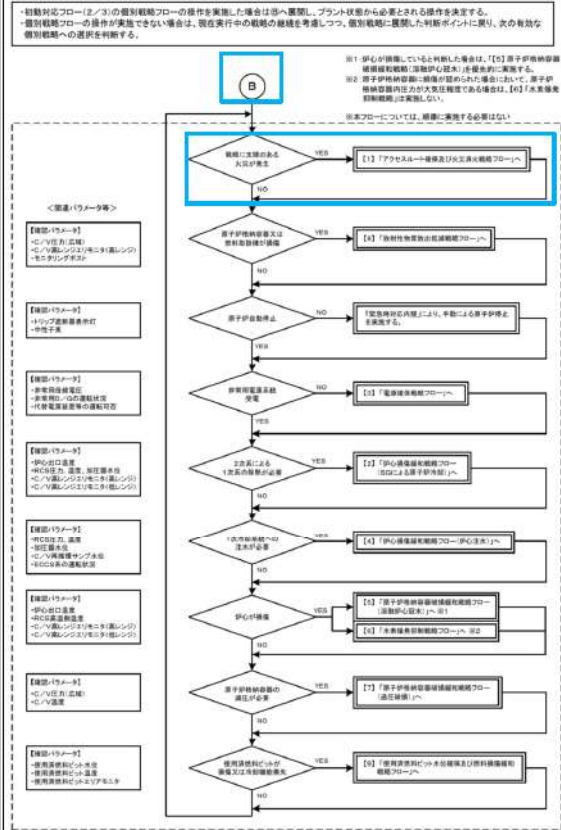 ・初動対応フロー(2/3)の個別戦略フローの操作を実施した場合はⒷへ展開し、プラント状態から必要とされる操作を決定する。
・個別戦略フローの操作が実施できない場合は、現在実行中の戦略の継続を考慮しつつ、個別戦略に展開した判断ポイントに戻り、次の有効な
個別戦略への選択を判断する。
※1:炉心が損傷していると判断した場合は、「【5】原子炉格納容器
破損緩和戦略(溶融炉心冠水)」を優先的に実施する。
※2:原子炉格納容器に損傷が認められた場合において、原子炉
格納容器内圧力が大気圧程度である場合は、【6】「水素爆発
抑制戦略」は実施しない。
※本フローについては、順番に実施する必要はない
B
戦略に支障のある
火災が発生
YES
【1】「アクセスルート確保及び火災消火戦略フロー」へ
NO
<関連パラメータ等>
【確認パラメータ】
・C/V圧力(広域)
・C/V高レンジエリアモニタ(高レンジ)
・モニタリングポスト
原子炉格納容器又は
燃料取扱棟が損傷
YES
【8】「放射性物質放出低減戦略フロー」へ
NO
【確認パラメータ】
・トリップ遮断器表示灯
・中性子束
原子炉自動停止
NO
「緊急時対応内規」により、手動による原子炉停止
を実施する。
YES
【確認パラメータ】
・非常用母線電圧
・非常用D/Gの運転状況
・代替電源装置等の運転可否
非常用電源系統
受電
NO
【3】「電源確保戦略フロー」へ
YES
【確認パラメータ】
・炉心出口温度
・RCS圧力、温度、加圧器水位
・C/V高レンジエリアモニタ(高レンジ)
・C/V高レンジエリアモニタ(低レンジ)
2次系による
1次系の除熱が必要
YES
【2】「炉心損傷緩和戦略フロー
(SGによる原子炉冷却)」へ
NO
【確認パラメータ】
・RCS圧力、温度
・加圧器水位
・C/V再循環サンプ水位
・ECCS系の運転状況
1次冷却系統への
注水が必要
YES
【4】「炉心損傷緩和戦略フロー(炉心注水)」へ
NO
【確認パラメータ】
・炉心出口温度
・RCS高温側温度
・C/V高レンジエリアモニタ(高レンジ)
・C/V高レンジエリアモニタ(低レンジ)
炉心が損傷
YES
【5】「原子炉格納容器破損緩和戦略フロー
(溶融炉心冠水)」へ ※1
【6】「水素爆発抑制戦略フロー」へ ※2
NO
【確認パラメータ】
・C/V圧力(広域)
・C/V温度
原子炉格納容器の
減圧が必要
YES
【7】「原子炉格納容器破損緩和戦略フロー
(過圧破損)」へ
NO
【確認パラメータ】
・使用済燃料ピット水位
・使用済燃料ピット温度
・使用済燃料ピットエリアモニタ
使用済燃料ピットが
損傷又は冷却機能喪失
YES
【9】「使用済燃料ピット水位確保及び燃料損傷緩和
戦略フロー」へ
NO